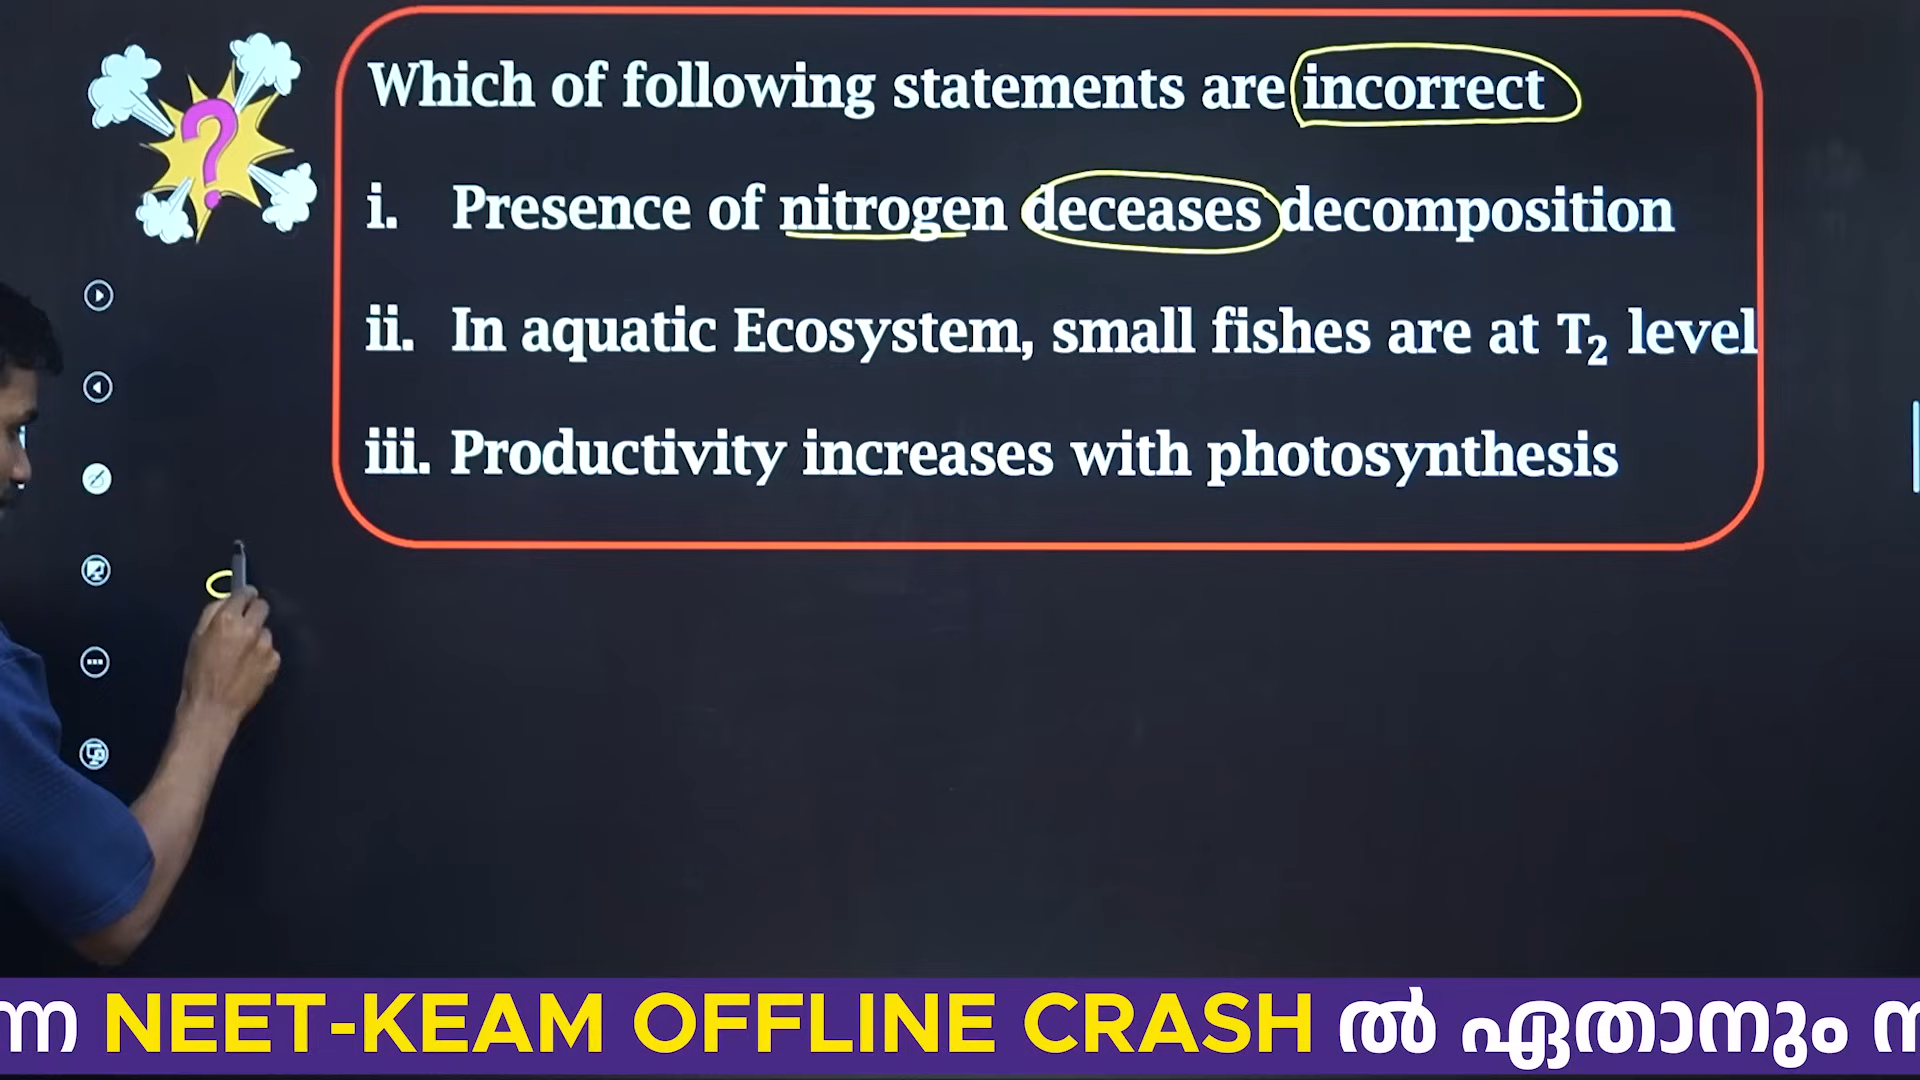 Which of following statements are incorrect
i. Presence of nitrogen deceases decomposition
ii. In aquatic Ecosystem, small fishes are at T₂ level
iii. Productivity increases with photosynthesis
ന്ന NEET-KEAM OFFLINE CRASH ൽ ഏതാനും